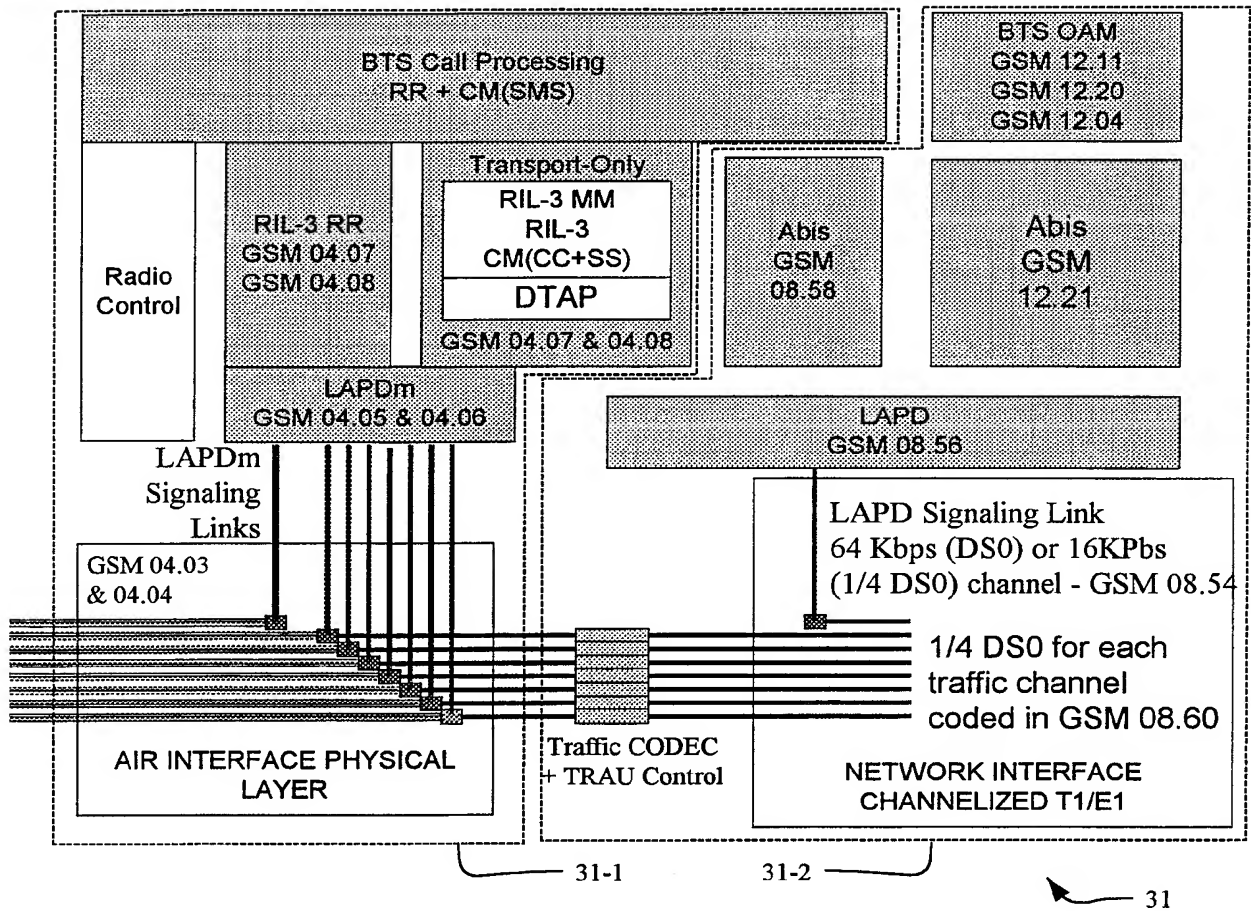 BTS Call Processing
RR + CM(SMS)
BTS OAM
GSM 12.11
GSM 12.20
GSM 12.04
Radio
Control
RIL-3 RR
GSM 04.07
GSM 04.08
Transport-Only
RIL-3 MM
RIL-3
CM(CC+SS)
DTAP
GSM 04.07 & 04.08
Abis
GSM
08.58
Abis
GSM
12.21
LAPDm
GSM 04.05 & 04.06
LAPD
GSM 08.56
LAPDm
Signaling
Links
LAPD Signaling Link
64 Kbps (DS0) or 16KPbs
(1/4 DS0) channel - GSM 08.54
GSM 04.03
& 04.04
1/4 DS0 for each
traffic channel
coded in GSM 08.60
AIR INTERFACE PHYSICAL
LAYER
Traffic CODEC
+ TRAU Control
NETWORK INTERFACE
CHANNELIZED T1/E1
31-1
31-2
31